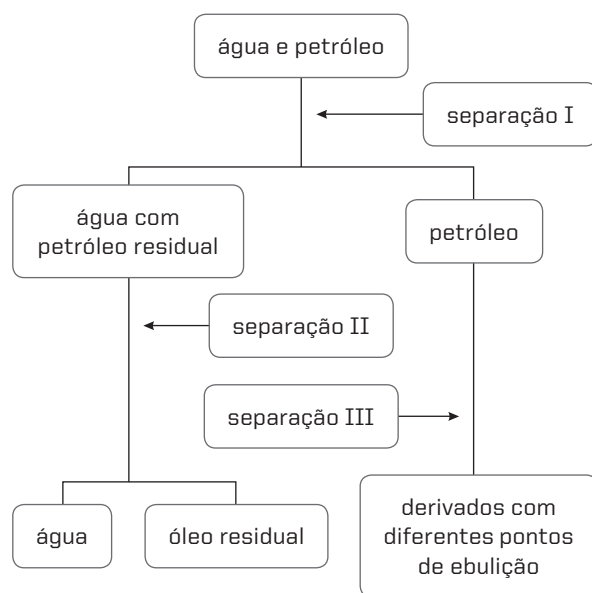 água e petróleo
separação I
água com
petróleo residual
petróleo
separação II
separação III
água
óleo residual
derivados com
diferentes pontos
de ebulição